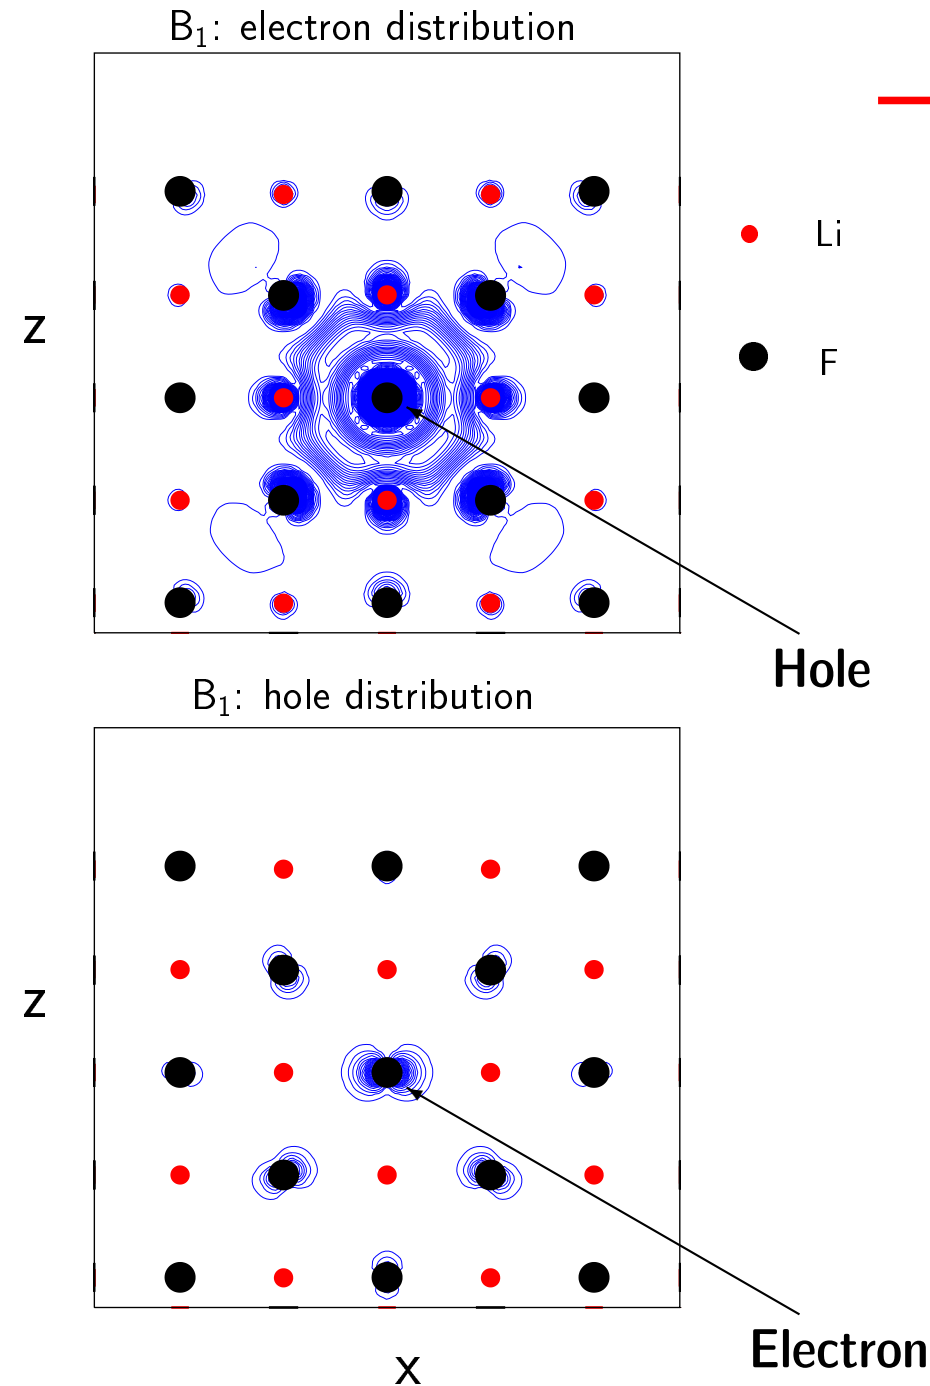 B₁: electron distribution
Li
z
F
Hole
B₁: hole distribution
z
Electron
x